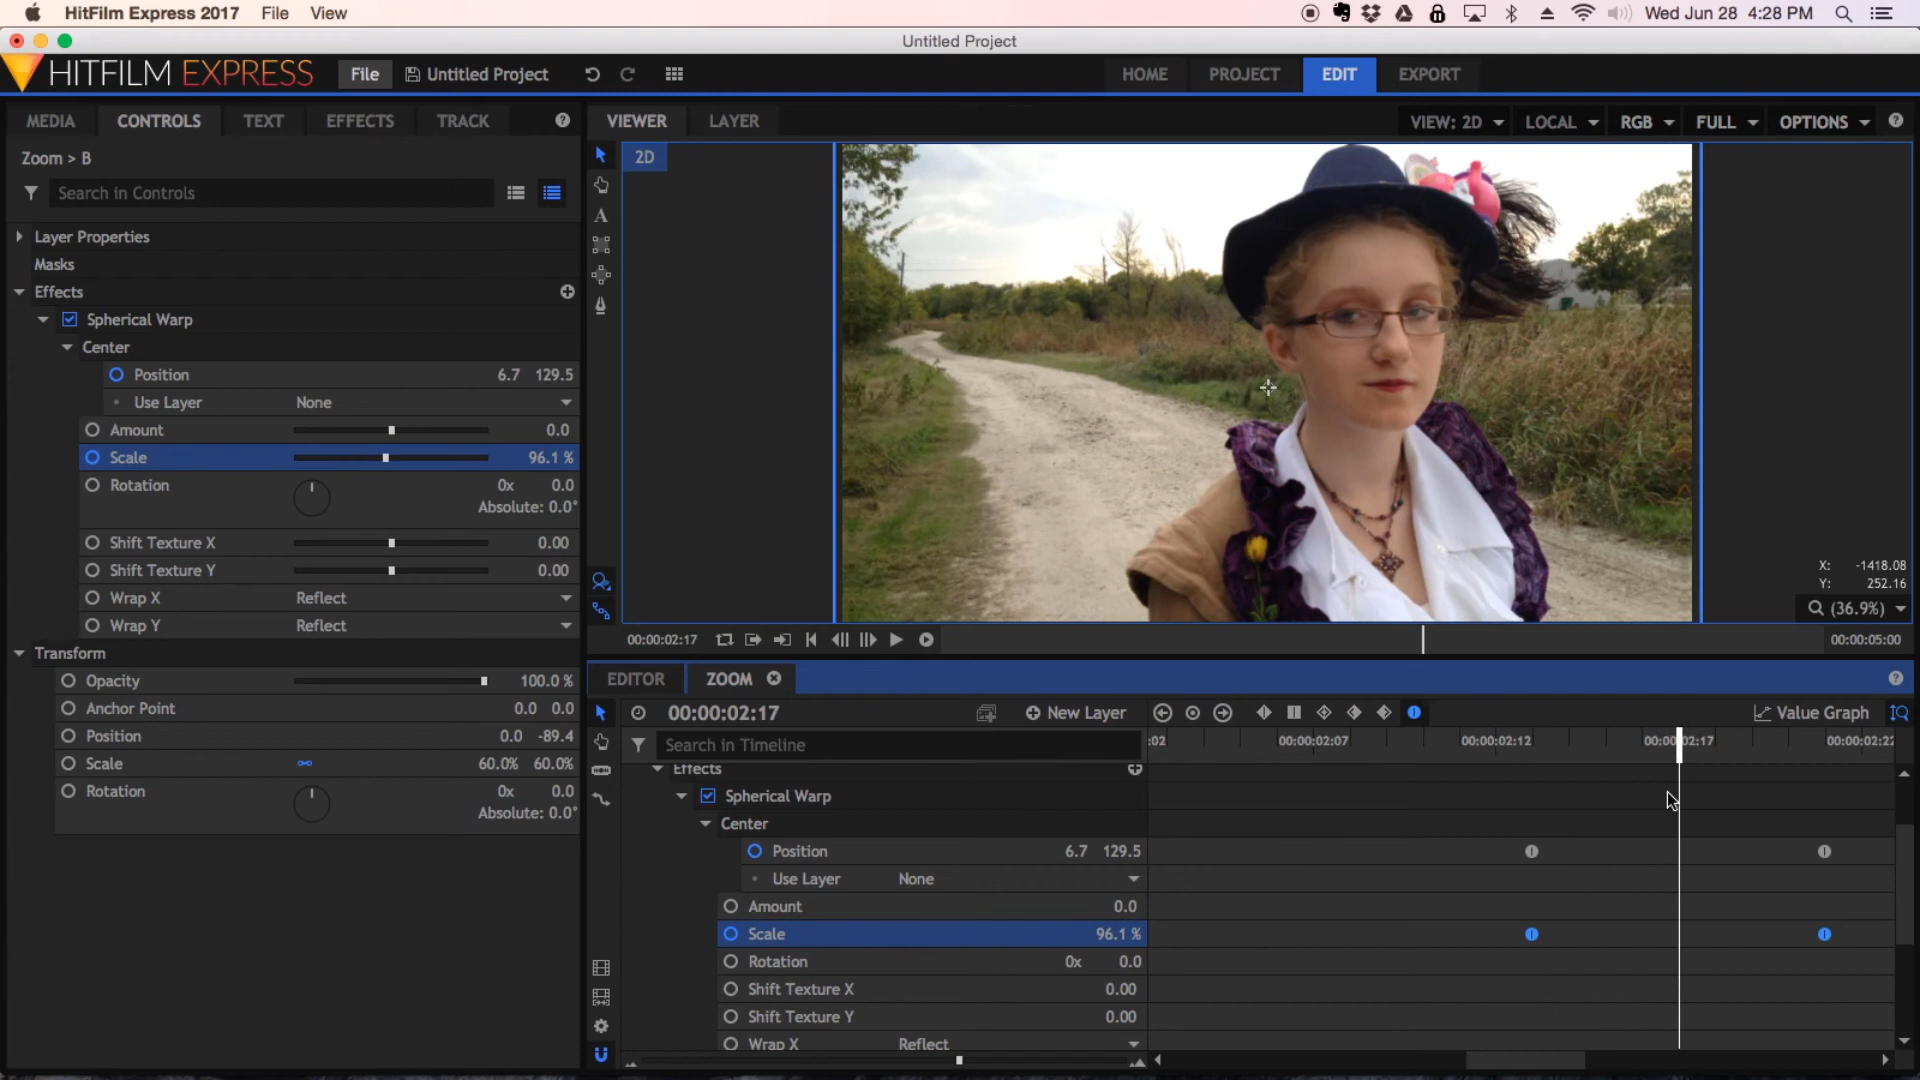 HitFilm Express 2017 File View Wed Jun 28 4:28 PM
Untitled Project
HITFILM EXPRESS File Untitled Project HOME PROJECT EDIT EXPORT
MEDIA CONTROLS TEXT EFFECTS TRACK
Zoom > B
Search in Controls
Layer Properties
Masks
Effects
Spherical Warp
Center
Position 6.7 129.5
Use Layer None
Amount 0.0
Scale 96.1 %
Rotation 0x 0.0
Absolute: 0.0°
Shift Texture X 0.00
Shift Texture Y 0.00
Wrap X Reflect
Wrap Y Reflect
Transform
Opacity 100.0 %
Anchor Point 0.0 0.0
Position 0.0 -89.4
Scale 60.0% 60.0%
Rotation 0x 0.0
Absolute: 0.0°
VIEWER LAYER VIEW: 2D LOCAL RGB FULL OPTIONS
2D
A
X: -1418.08
Y: 252.16
(36.9%)
00:00:02:17 00:00:05:00
EDITOR ZOOM
00:00:02:17 New Layer Value Graph
Search in Timeline :02 00:00:02:07 00:00:02:12 00:00:02:17 00:00:02:22
Effects
Spherical Warp
Center
Position 6.7 129.5
Use Layer None
Amount 0.0
Scale 96.1 %
Rotation 0x 0.0
Shift Texture X 0.00
Shift Texture Y 0.00
Wrap X Reflect